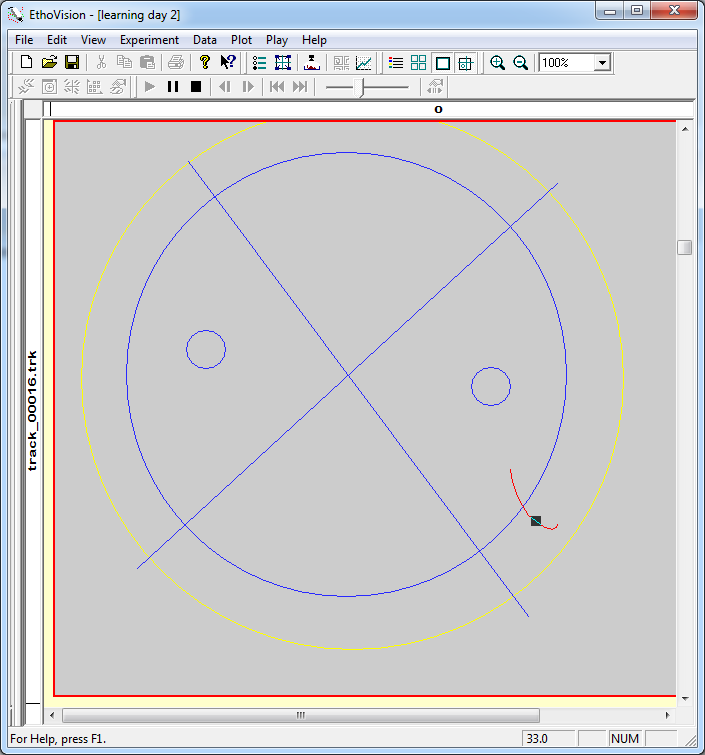 EthoVision - [learning day 2]
File Edit View Experiment Data Plot Play Help
100%
o
track_00016.trk
For Help, press F1.
33.0
NUM